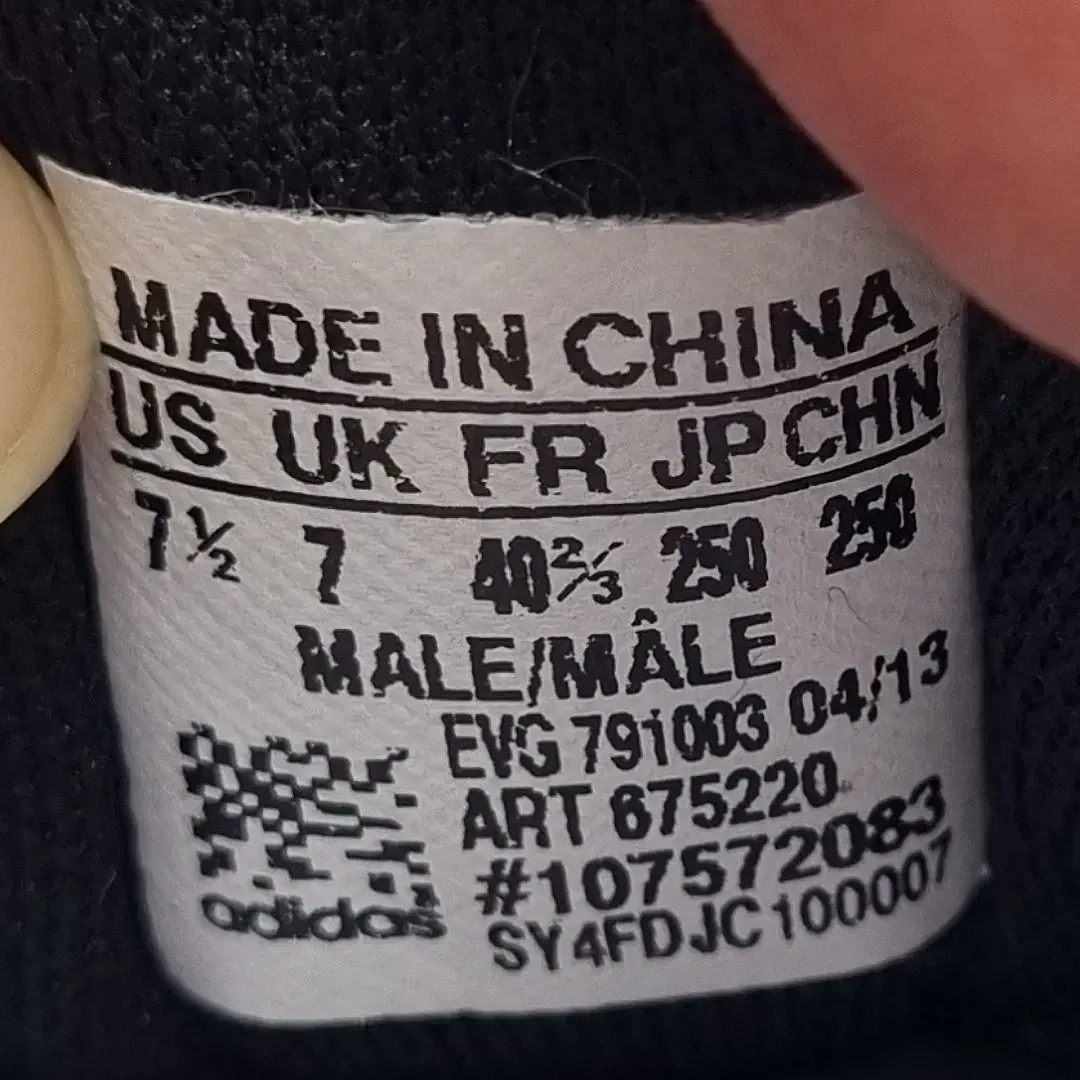 MADE IN CHINA
US UK FR JP CHN
7½ 7 40⅔ 250 250
MALE/MÂLE
EVG 791003 04/13
ART 675220
#107572083
SY4FDJC100007
adidas